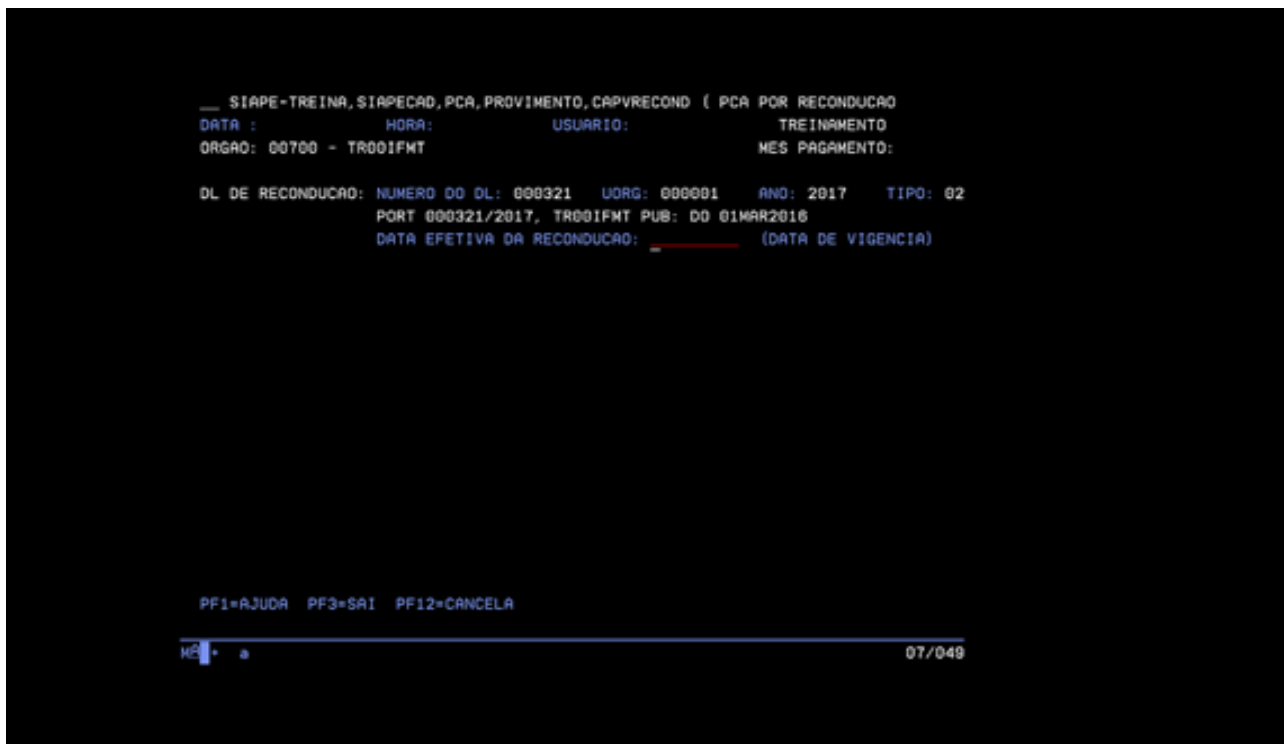 __ SIAPE-TREINA,SIAPECAD,PCA,PROVIMENTO,CAPVRECOND ( PCA POR RECONDUCAO
DATA : HORA: USUARIO: TREINAMENTO
ORGAO: 00700 - TR00IFMT MES PAGAMENTO:
DL DE RECONDUCAO: NUMERO DO DL: 000321 UORG: 000001 ANO: 2017 TIPO: 02
PORT 000321/2017, TR00IFMT PUB: DO 01MAR2016
DATA EFETIVA DA RECONDUCAO: _________ (DATA DE VIGENCIA)
PF1=AJUDA PF3=SAI PF12=CANCELA
a 07/049